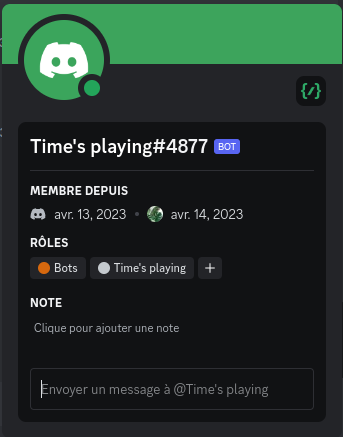 Time's playing#4877 BOT
MEMBRE DEPUIS
avr. 13, 2023 • avr. 14, 2023
RÔLES
Bots Time's playing +
NOTE
Clique pour ajouter une note
Envoyer un message à @Time's playing